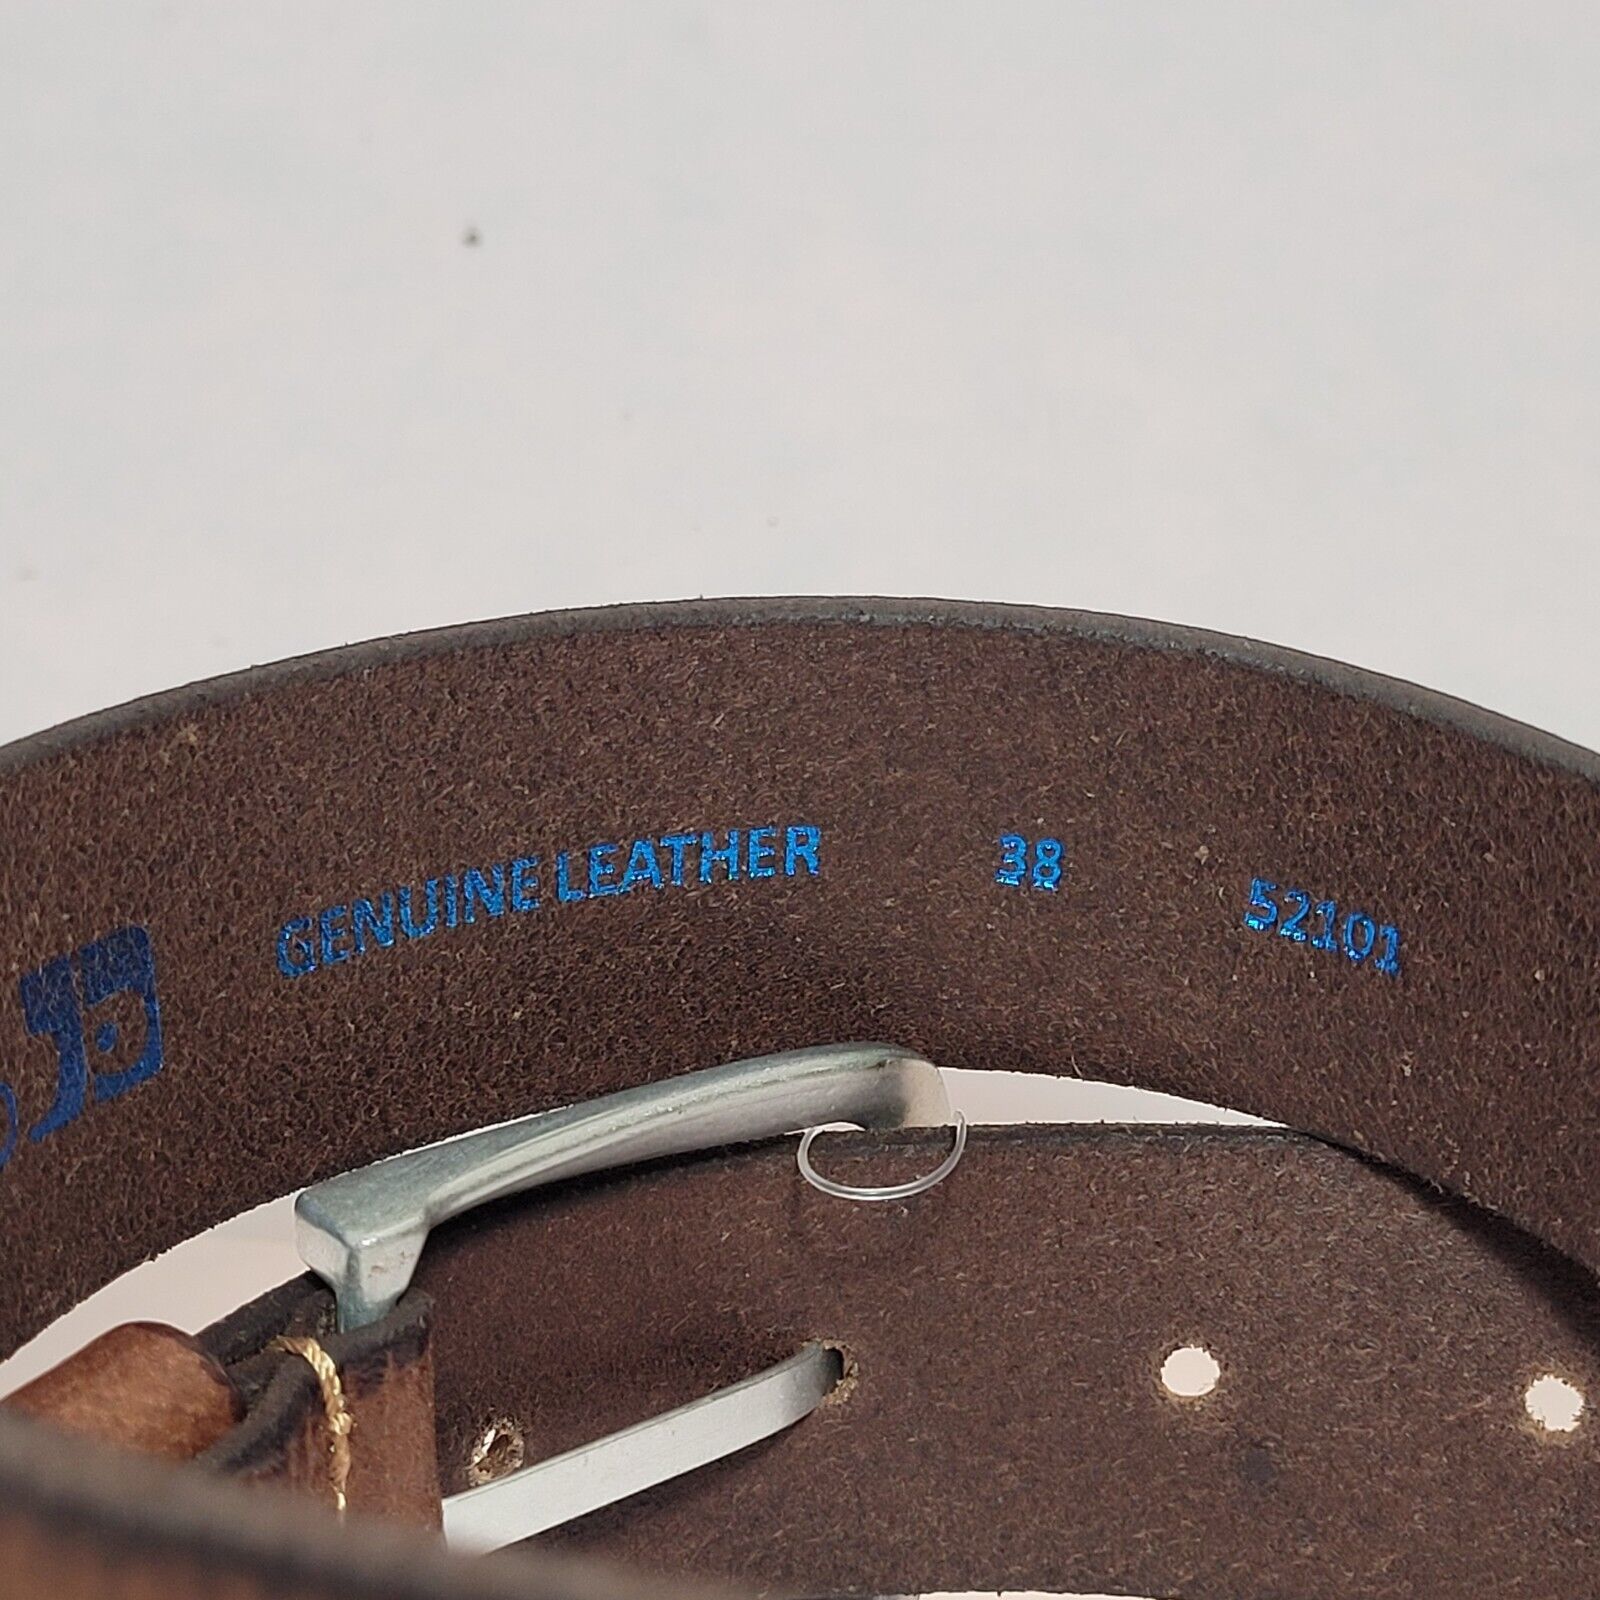 GENUINE LEATHER 38 52101